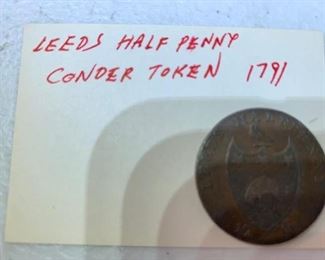 LEEDS HALF PENNY
CONDER TOKEN 1791